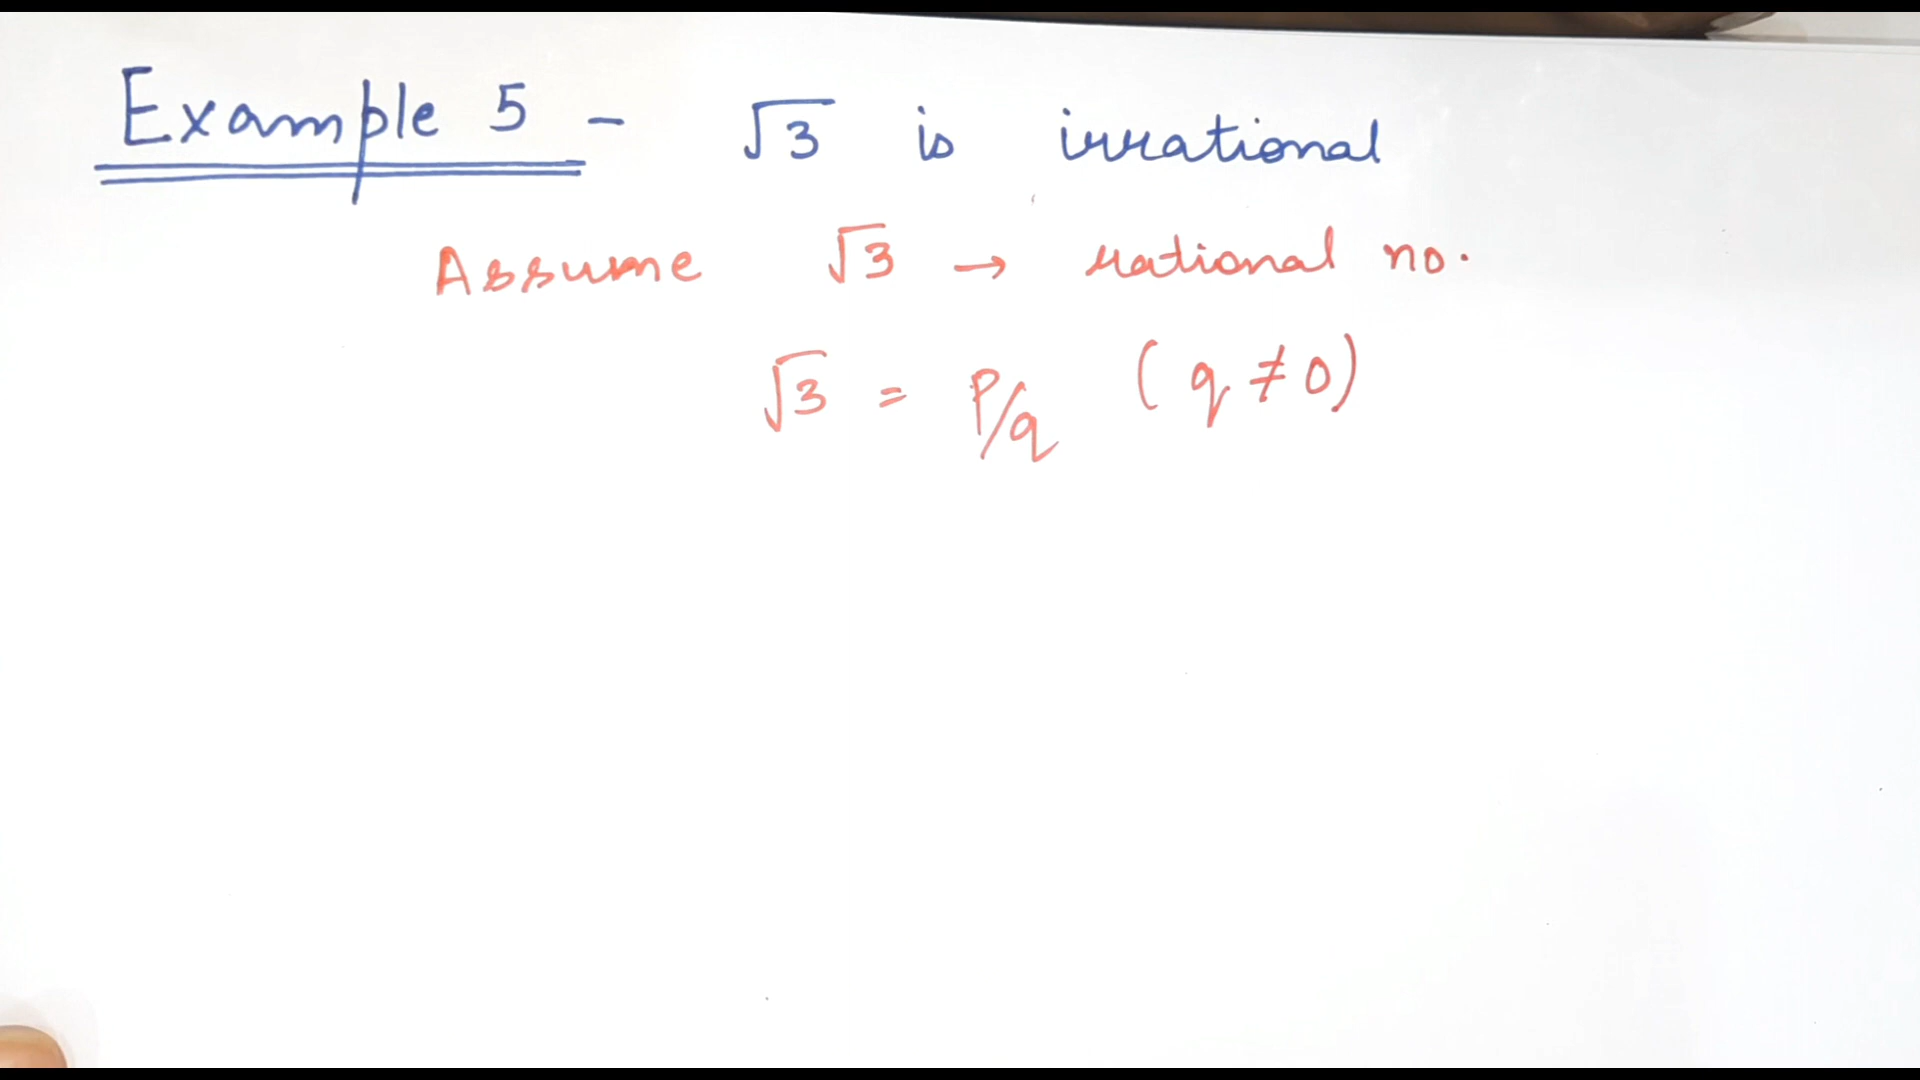 Example 5 - √3 is irrational
Assume √3 → rational no.
√3 = P/q (q ≠ 0)